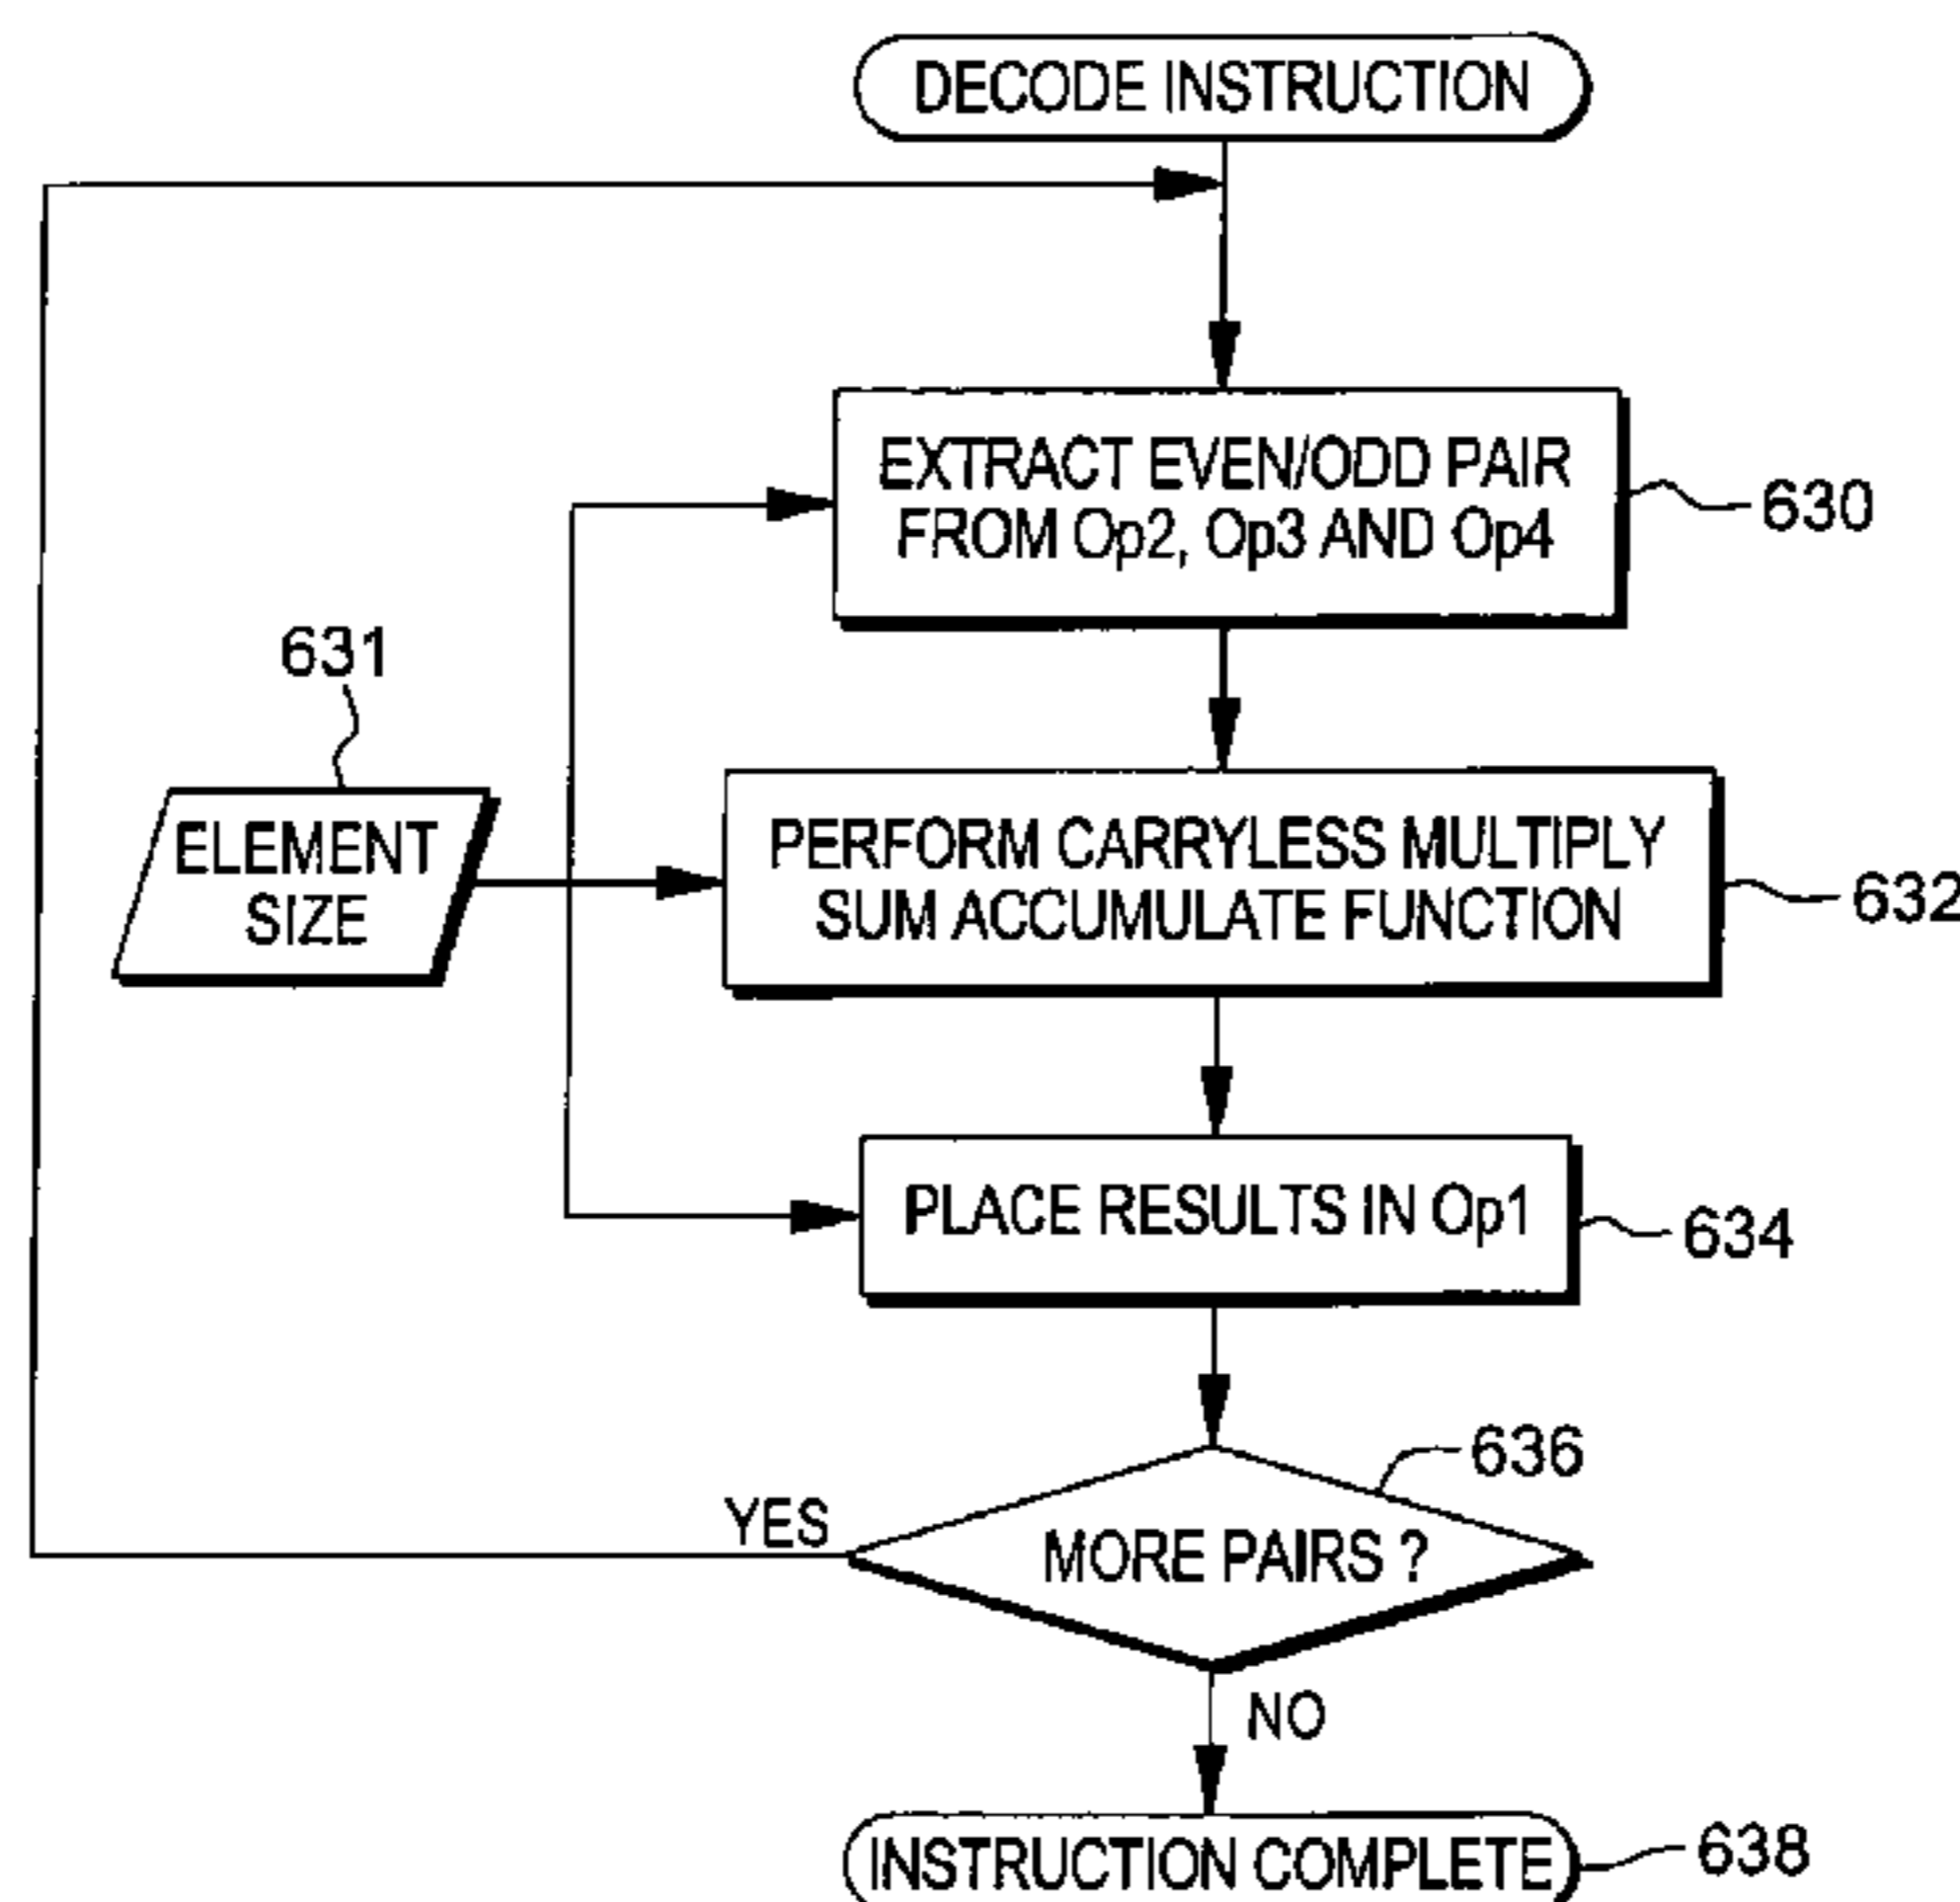 DECODE INSTRUCTION
EXTRACT EVEN/ODD PAIR
FROM Op2, Op3 AND Op4
630
631
ELEMENT
SIZE
PERFORM CARRYLESS MULTIPLY
SUM ACCUMULATE FUNCTION
632
PLACE RESULTS IN Op1
634
636
YES
MORE PAIRS ?
NO
INSTRUCTION COMPLETE
638